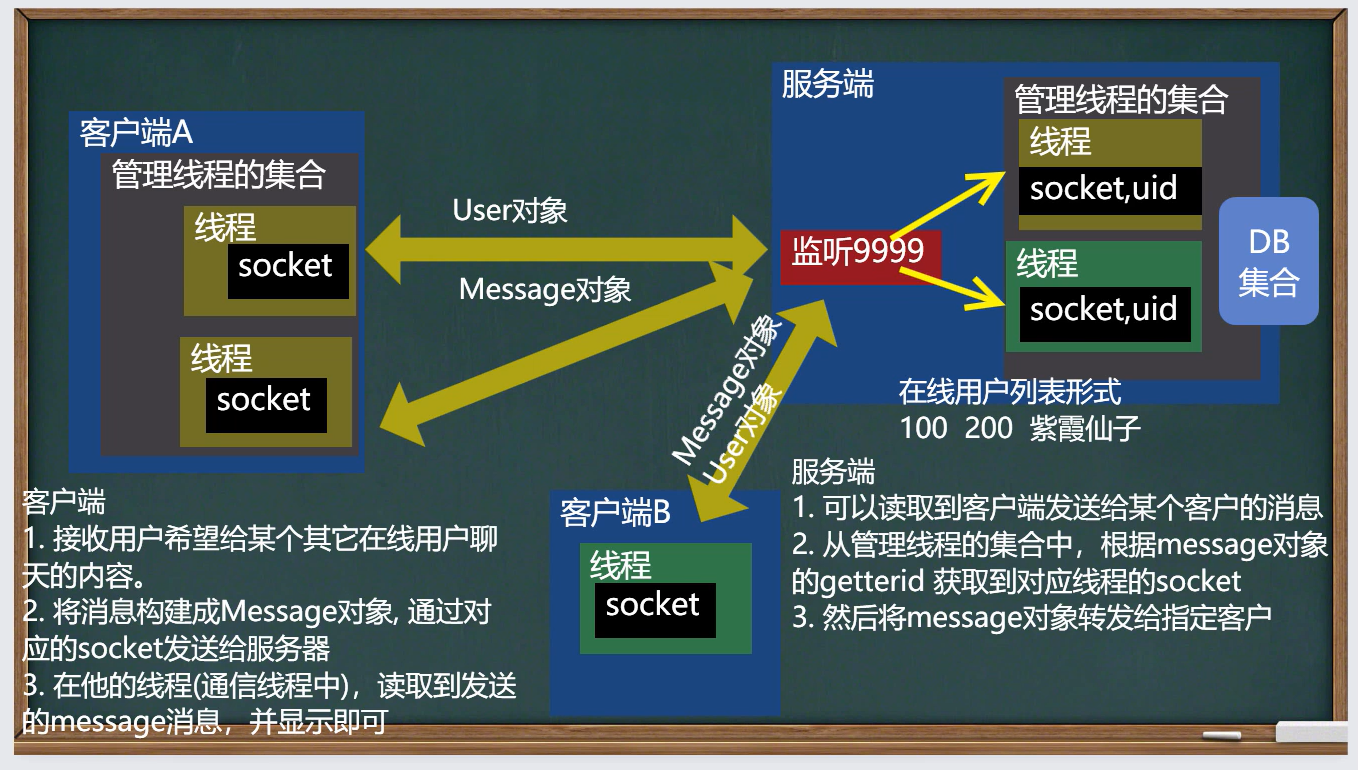 客户端A
管理线程的集合
线程
socket
线程
socket
User对象
Message对象
Message对象
User对象
服务端
监听9999
管理线程的集合
线程
socket,uid
线程
socket,uid
DB
集合
在线用户列表形式
100 200 紫霞仙子
客户端B
线程
socket
客户端
1. 接收用户希望给某个其它在线用户聊
天的内容。
2. 将消息构建成Message对象, 通过对
应的socket发送给服务器
3. 在他的线程(通信线程中)，读取到发送
的message消息，并显示即可
服务端
1. 可以读取到客户端发送给某个客户的消息
2. 从管理线程的集合中，根据message对象
的getterid 获取到对应线程的socket
3. 然后将message对象转发给指定客户